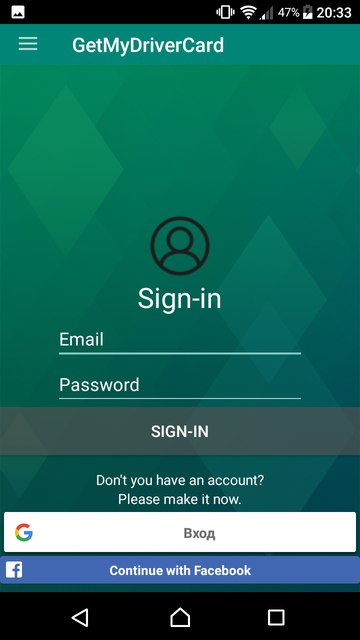 47% 20:33
GetMyDriverCard
Sign-in
Email
Password
SIGN-IN
Don't you have an account?
Please make it now.
Вход
Continue with Facebook